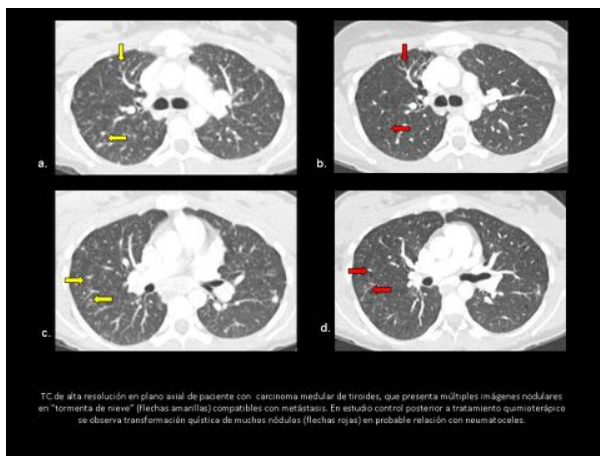 a.
b.
c.
d.
TC de alta resolución en plano axial de paciente con carcinoma medular de tiroides, que presenta múltiples imágenes nodulares
en "tormenta de nieve" (flechas amarillas) compatibles con metástasis. En estudio control posterior a tratamiento quimioterápico
se observa transformación quística de muchos nódulos (flechas rojas) en probable relación con neumatoceles.